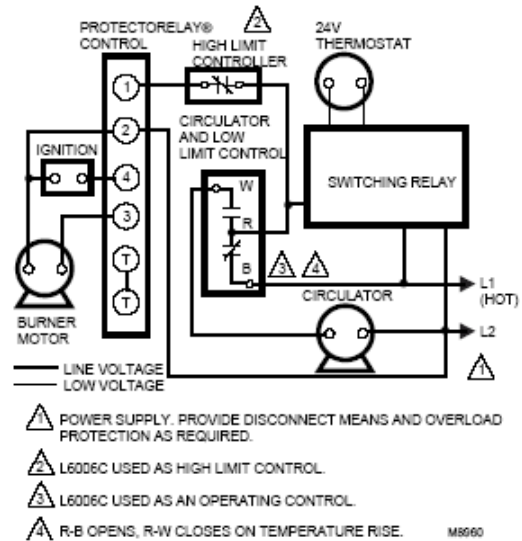 PROTECTORELAY®
CONTROL
2
HIGH LIMIT
CONTROLLER
24V
THERMOSTAT
1
2
4
3
T
T
IGNITION
CIRCULATOR
AND LOW
LIMIT CONTROL
W
R
B
SWITCHING RELAY
3
4
CIRCULATOR
L1
(HOT)
L2
1
BURNER
MOTOR
LINE VOLTAGE
LOW VOLTAGE
1 POWER SUPPLY. PROVIDE DISCONNECT MEANS AND OVERLOAD
PROTECTION AS REQUIRED.
2 L6006C USED AS HIGH LIMIT CONTROL.
3 L6006C USED AS AN OPERATING CONTROL.
4 R-B OPENS, R-W CLOSES ON TEMPERATURE RISE.
M8960